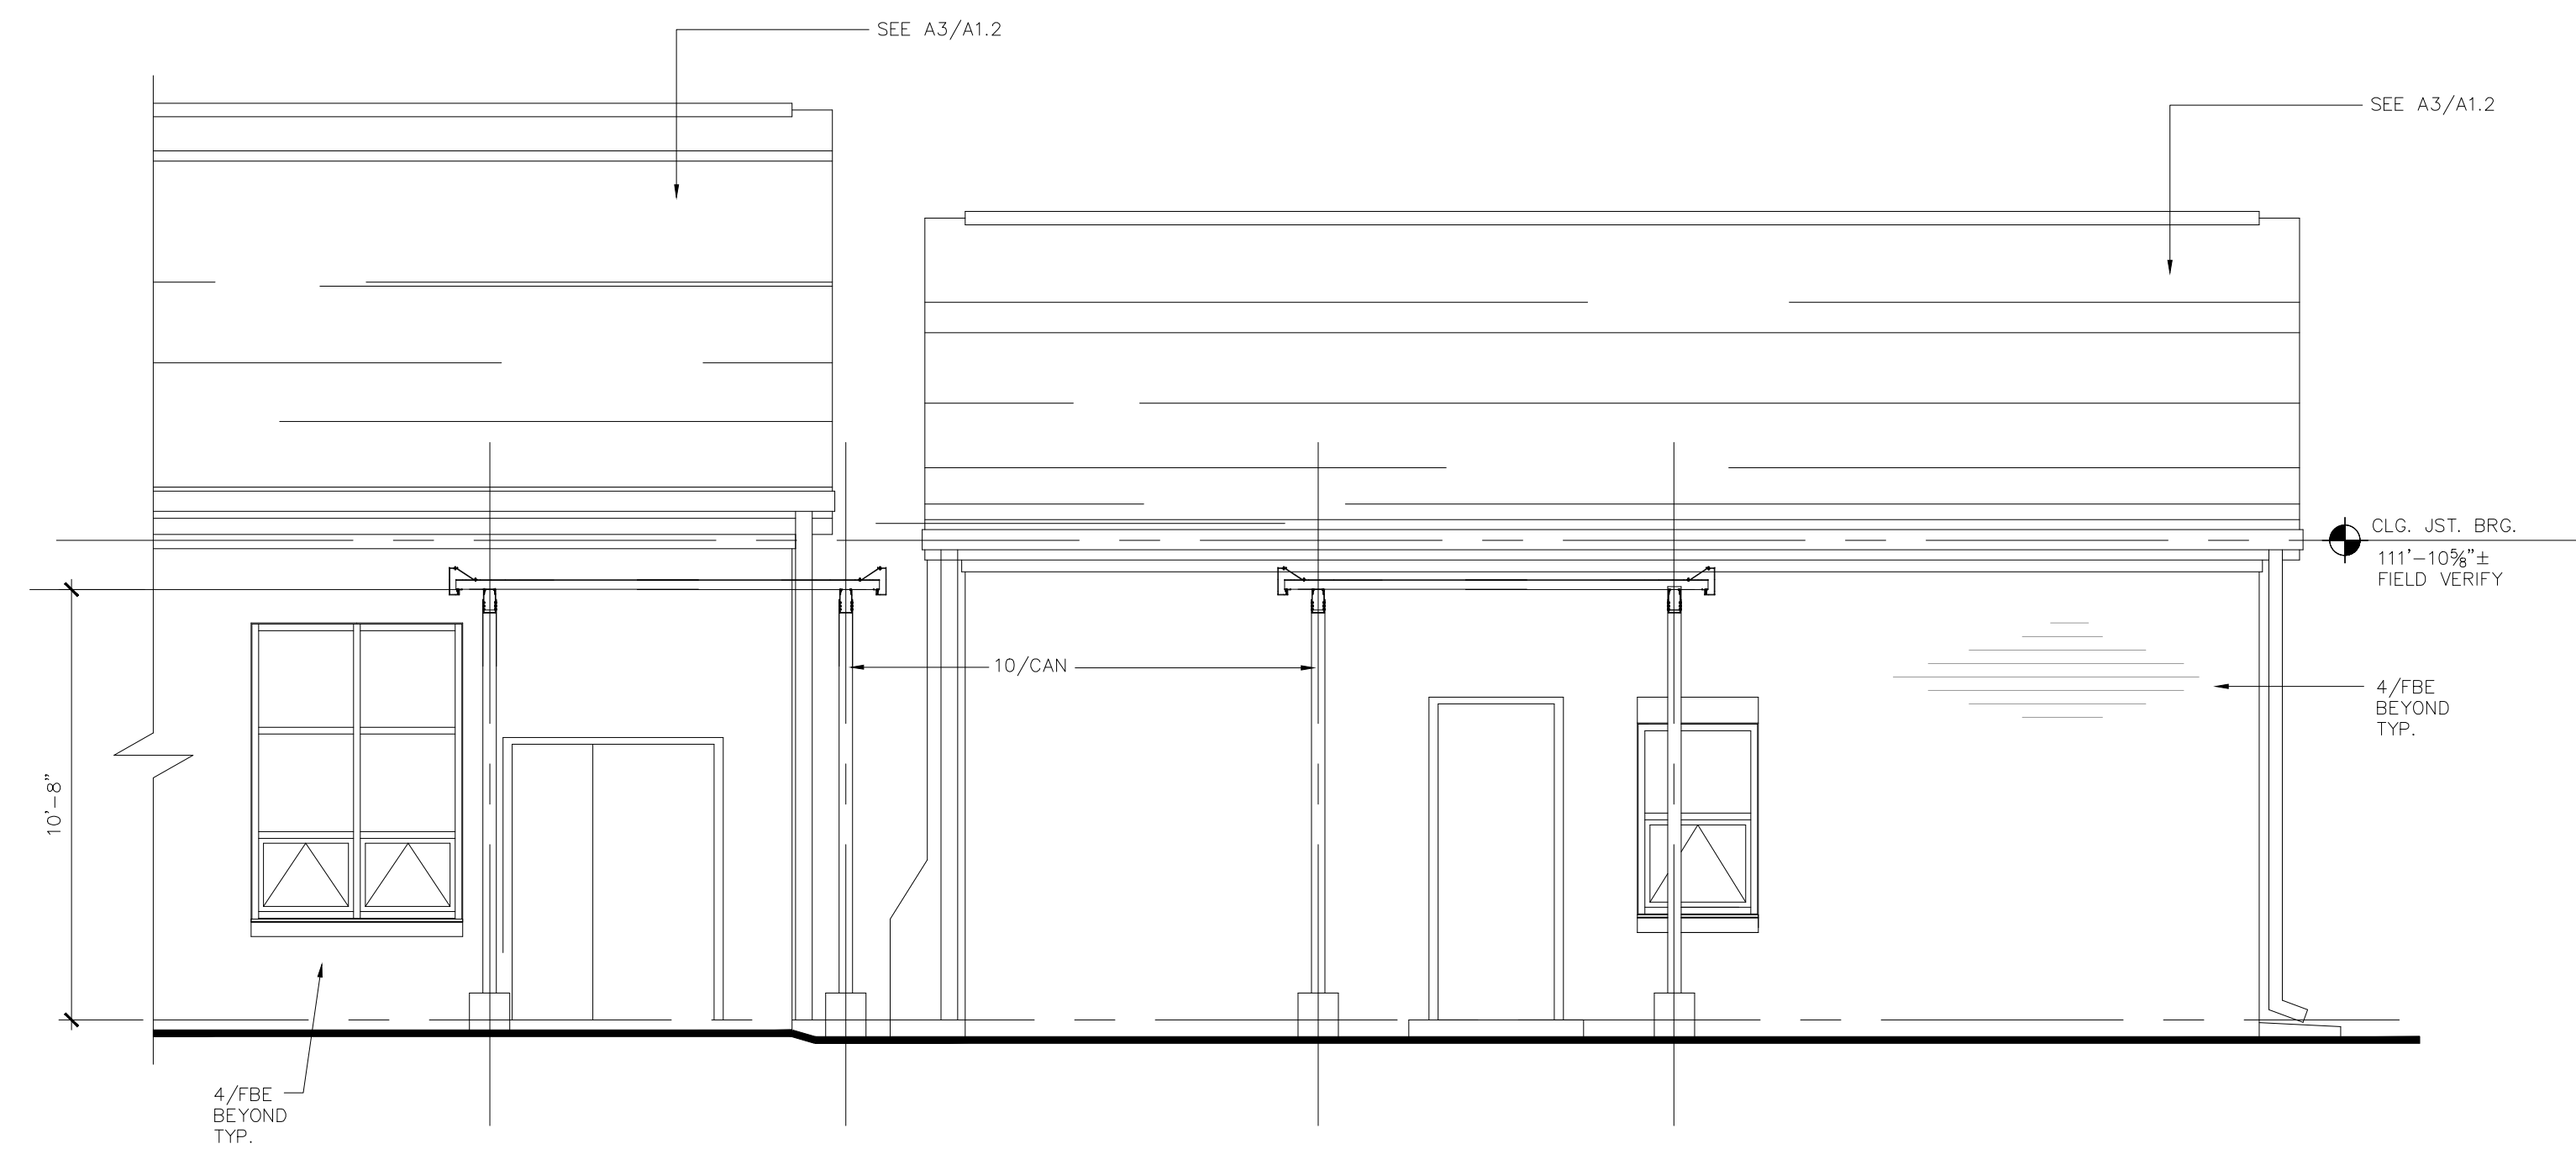 SEE A3/A1.2
SEE A3/A1.2
CLG. JST. BRG.
111'-10⅝"±
FIELD VERIFY
10/CAN
4/FBE
BEYOND
TYP.
10'-8"
4/FBE
BEYOND
TYP.